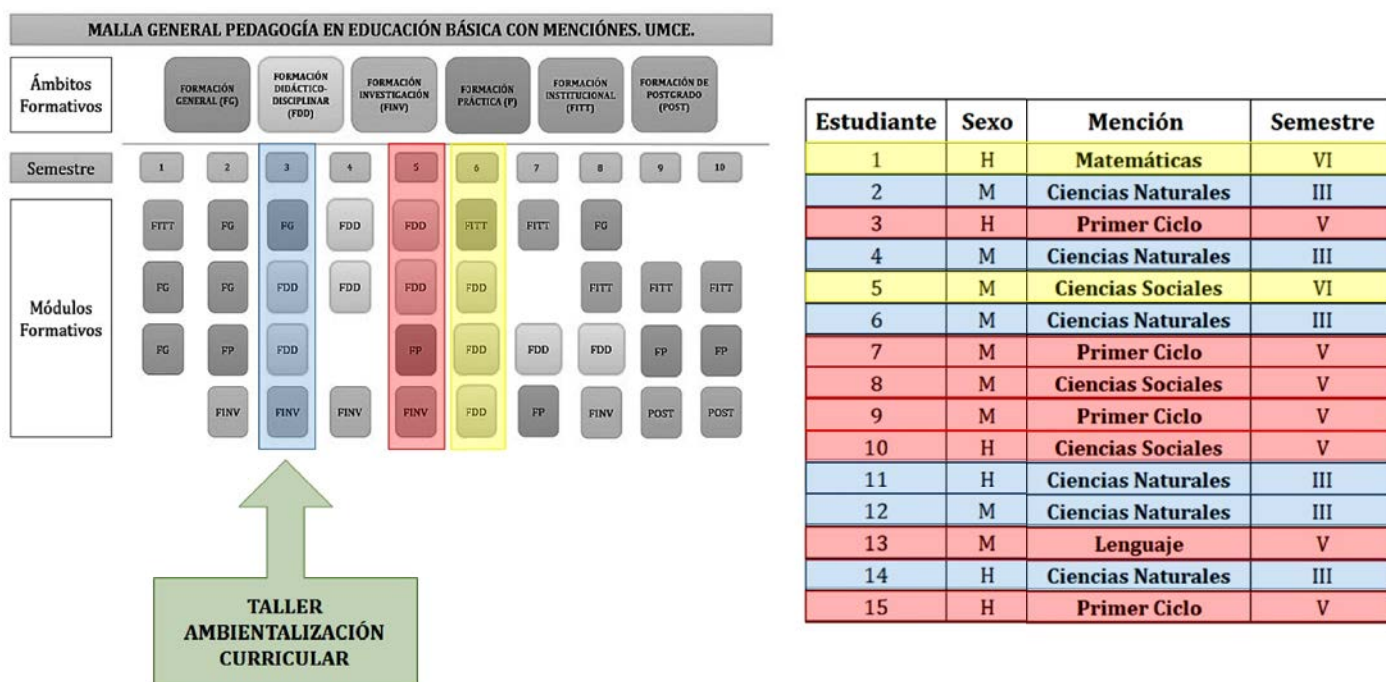 MALLA GENERAL PEDAGOGÍA EN EDUCACIÓN BÁSICA CON MENCIÓNES. UMCE.
Ámbitos
Formativos
FORMACIÓN
GENERAL (FG)
FORMACIÓN
DIDÁCTICO-
DISCIPLINAR
(FDD)
FORMACIÓN
INVESTIGACIÓN
(FINV)
FORMACIÓN
PRÁCTICA (P)
FORMACIÓN
INSTITUCIONAL
(FITT)
FORMACIÓN DE
POSTGRADO
(POST)
Semestre 1 2 3 4 5 6 7 8 9 10
Módulos
Formativos
FITT FG FG FDD FDD FITT FITT FG
FG FG FDD FDD FDD FDD FITT FITT FITT
FG FP FDD FP FDD FDD FDD FP FP
FINV FINV FINV FINV FDD FP FINV POST POST
TALLER
AMBIENTALIZACIÓN
CURRICULAR
Estudiante Sexo Mención Semestre
1 H Matemáticas VI
2 M Ciencias Naturales III
3 H Primer Ciclo V
4 M Ciencias Naturales III
5 M Ciencias Sociales VI
6 M Ciencias Naturales III
7 M Primer Ciclo V
8 M Ciencias Sociales V
9 M Primer Ciclo V
10 H Ciencias Sociales V
11 H Ciencias Naturales III
12 M Ciencias Naturales III
13 M Lenguaje V
14 H Ciencias Naturales III
15 H Primer Ciclo V